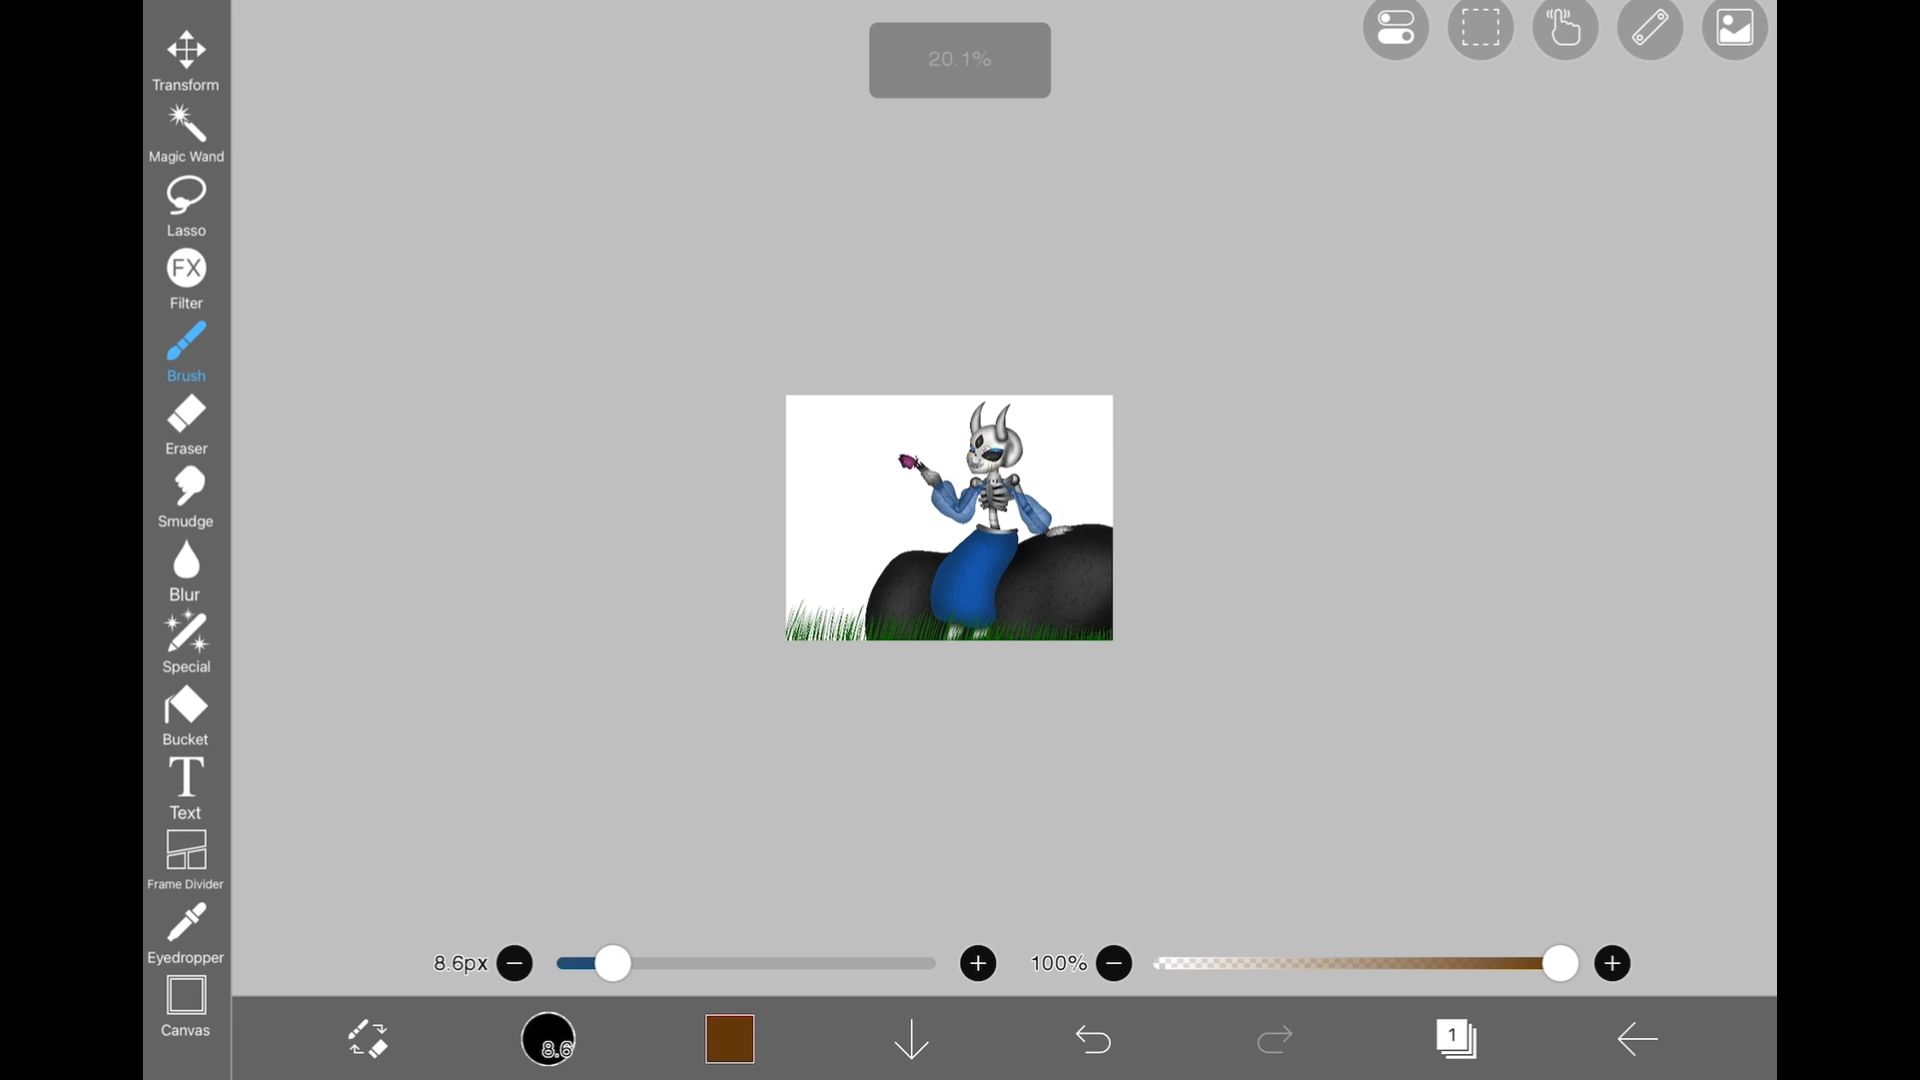 20.1%
Transform
Magic Wand
Lasso
FX
Filter
Brush
Eraser
Smudge
Blur
Special
Bucket
T
Text
Frame Divider
Eyedropper
Canvas
8.6px
100%
8.6
1